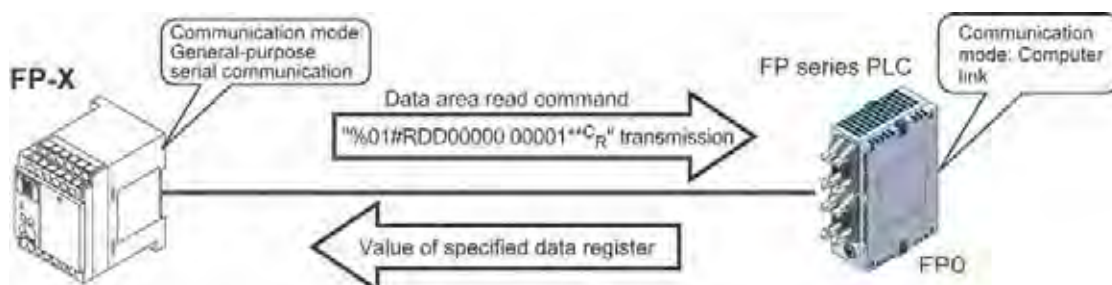 Communication mode:
General-purpose
serial communication
FP-X
Communication
mode: Computer
link
FP series PLC
Data area read command
"%01#RDD00000 00001**CR" transmission
Value of specified data register
FP0